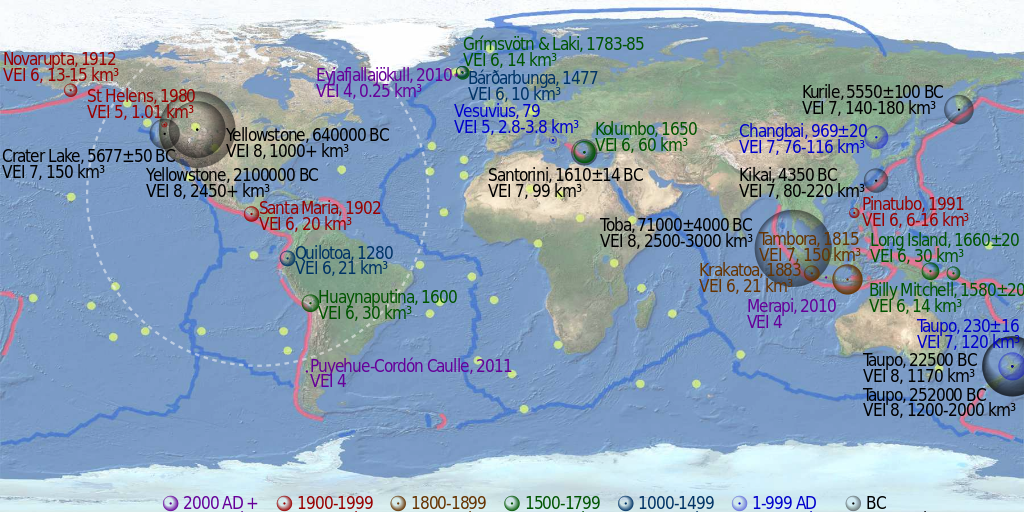 Grímsvötn & Laki, 1783-85
VEI 6, 14 km³
Novarupta, 1912
VEI 6, 13-15 km³
Eyjafjallajökull, 2010
VEI 4, 0.25 km³
Bárðarbunga, 1477
VEI 6, 10 km³
St Helens, 1980
VEI 5, 1.01 km³
Kurile, 5550±100 BC
VEI 7, 140-180 km³
Vesuvius, 79
VEI 5, 2.8-3.8 km³
Yellowstone, 640000 BC
VEI 8, 1000+ km³
Kolumbo, 1650
VEI 6, 60 km³
Changbai, 969±20
VEI 7, 76-116 km³
Crater Lake, 5677±50 BC
VEI 7, 150 km³
Yellowstone, 2100000 BC
VEI 8, 2450+ km³
Santorini, 1610±14 BC
VEI 7, 99 km³
Kikai, 4350 BC
VEI 7, 80-220 km³
Santa Maria, 1902
VEI 6, 20 km³
Pinatubo, 1991
VEI 6, 6-16 km³
Toba, 71000±4000 BC
VEI 8, 2500-3000 km³
Tambora, 1815
VEI 7, 150 km³
Long Island, 1660±20
VEI 6, 30 km³
Quilotoa, 1280
VEI 6, 21 km³
Krakatoa, 1883
VEI 6, 21 km³
Billy Mitchell, 1580±20
VEI 6, 14 km³
Huaynaputina, 1600
VEI 6, 30 km³
Merapi, 2010
VEI 4
Taupo, 230±16
VEI 7, 120 km³
Puyehue-Cordón Caulle, 2011
VEI 4
Taupo, 22500 BC
VEI 8, 1170 km³
Taupo, 252000 BC
VEI 8, 1200-2000 km³
2000 AD + 1900-1999 1800-1899 1500-1799 1000-1499 1-999 AD BC